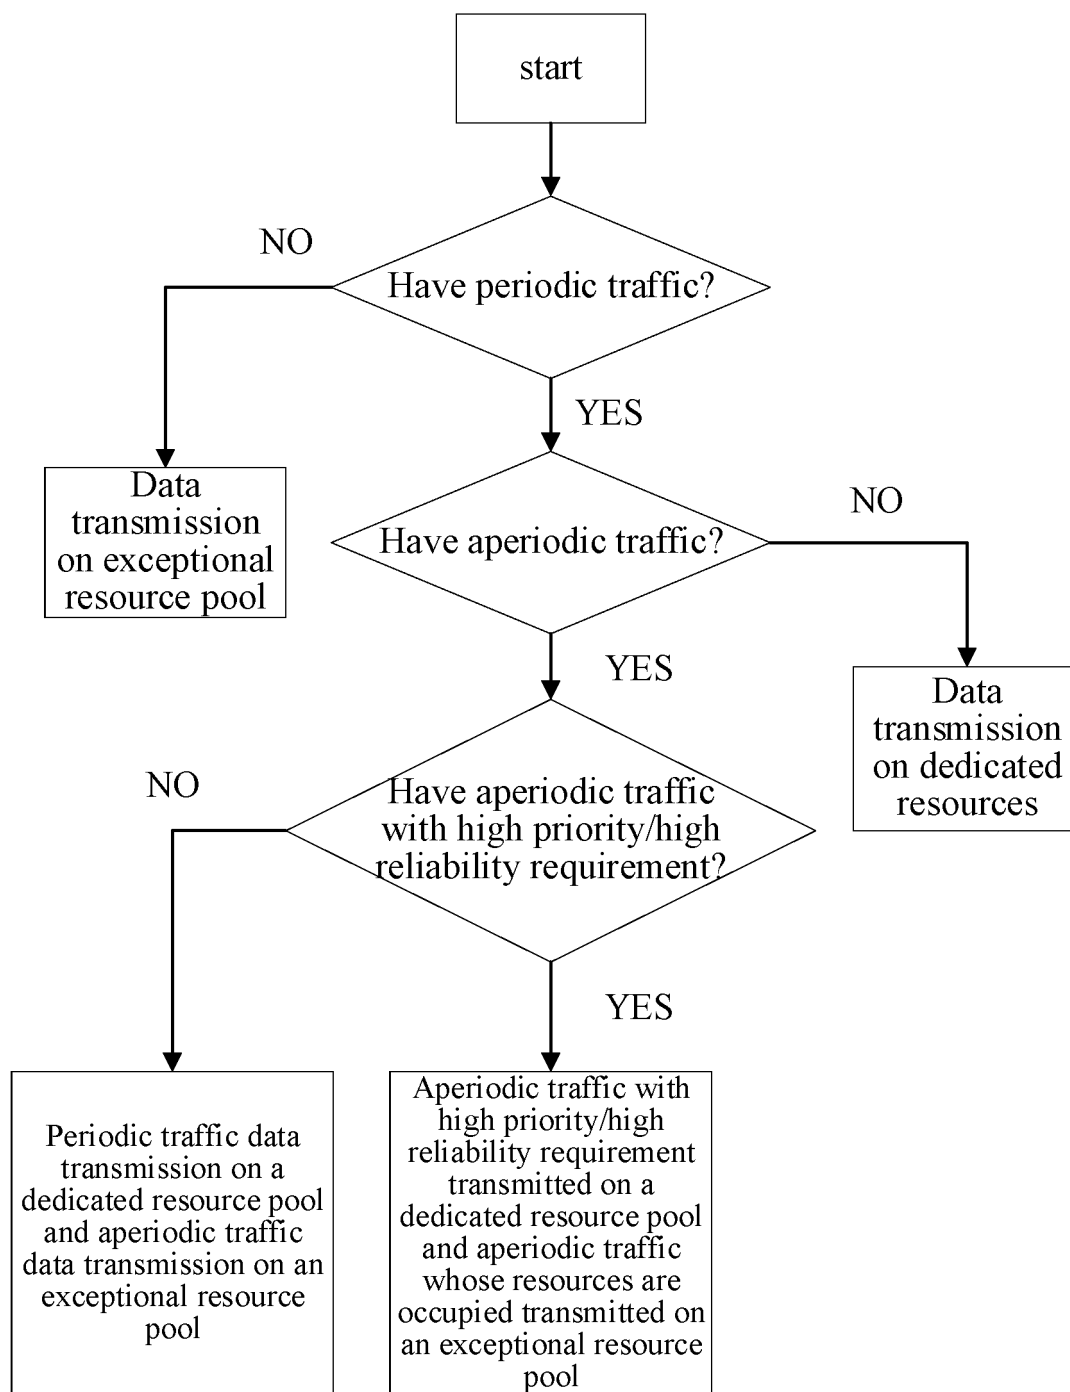 start
NO
Have periodic traffic?
YES
Data
transmission
on exceptional
resource pool
NO
Have aperiodic traffic?
YES
Data
transmission
on dedicated
resources
NO
Have aperiodic traffic
with high priority/high
reliability requirement?
YES
Periodic traffic data
transmission on a
dedicated resource pool
and aperiodic traffic
data transmission on an
exceptional resource
pool
Aperiodic traffic with
high priority/high
reliability requirement
transmitted on a
dedicated resource pool
and aperiodic traffic
whose resources are
occupied transmitted on
an exceptional resource
pool